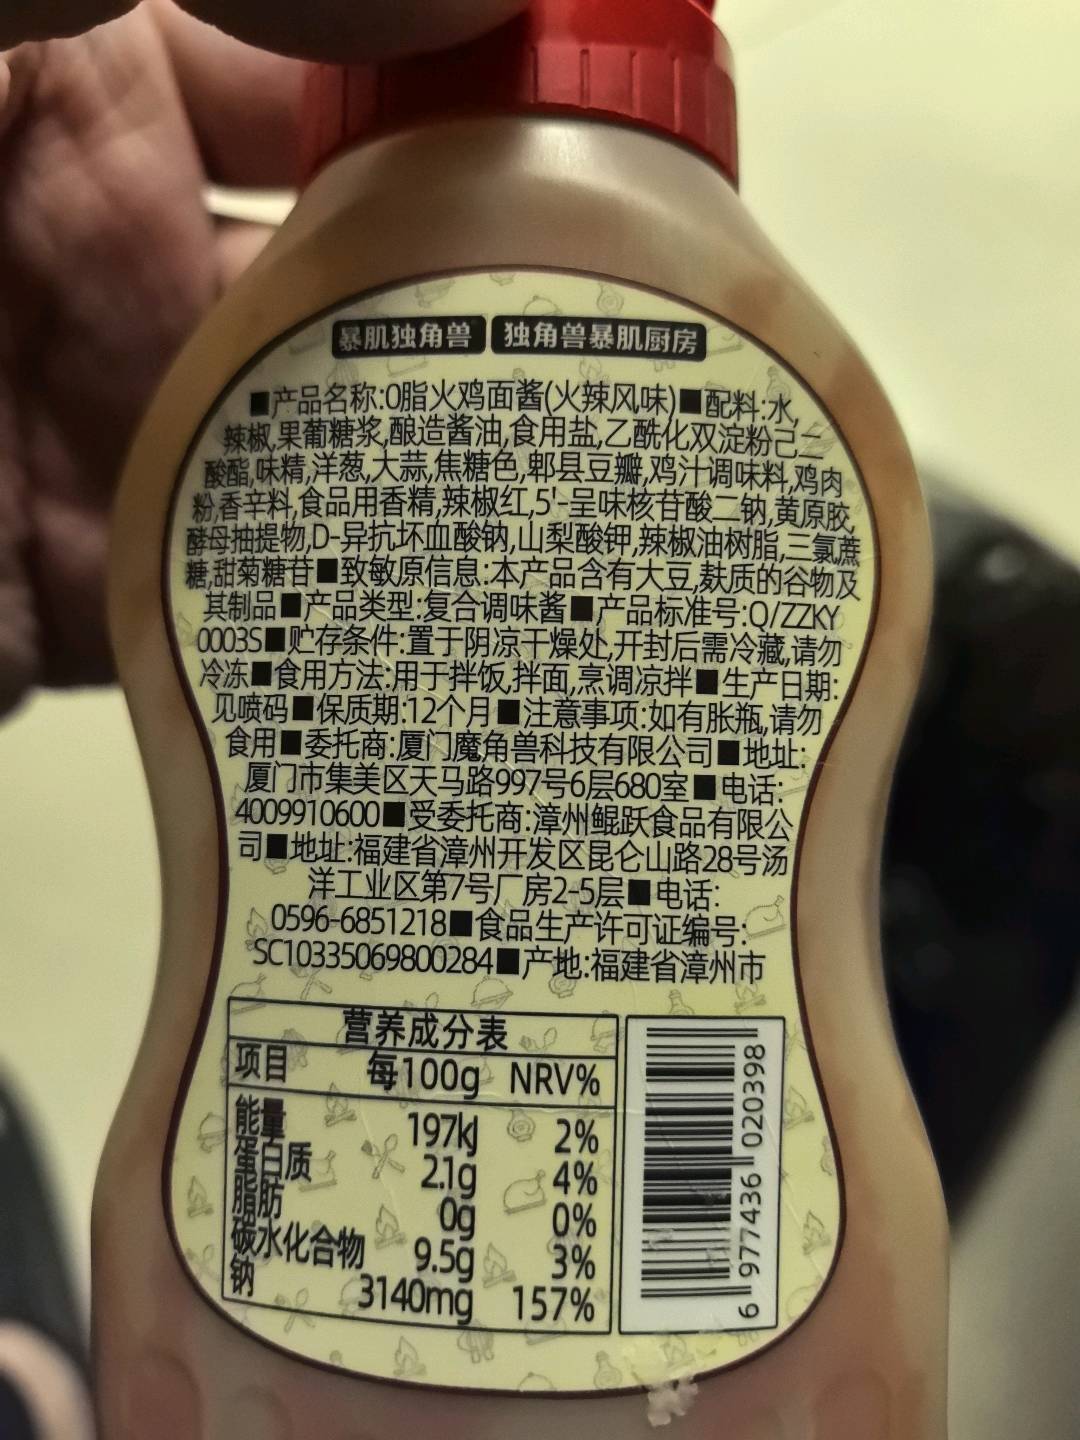 暴肌独角兽 独角兽暴肌厨房
■产品名称:0脂火鸡面酱(火辣风味)■配料:水,
辣椒,果葡糖浆,酿造酱油,食用盐,乙酰化双淀粉己二
酸酯,味精,洋葱,大蒜,焦糖色,郫县豆瓣,鸡汁调味料,鸡肉
粉,香辛料,食品用香精,辣椒红,5'-呈味核苷酸二钠,黄原胶,
酵母抽提物,D-异抗坏血酸钠,山梨酸钾,辣椒油树脂,三氯蔗
糖,甜菊糖苷■致敏原信息:本产品含有大豆,麸质的谷物及
其制品■产品类型:复合调味酱■产品标准号:Q/ZZKY
0003S■贮存条件:置于阴凉干燥处,开封后需冷藏,请勿
冷冻■食用方法:用于拌饭,拌面,烹调凉拌■生产日期:
见喷码■保质期:12个月■注意事项:如有胀瓶,请勿
食用■委托商:厦门魔角兽科技有限公司■地址:
厦门市集美区天马路997号6层680室■电话:
4009910600■受委托商:漳州鲲跃食品有限公
司■地址:福建省漳州开发区昆仑山路28号汤
洋工业区第7号厂房2-5层■电话:
0596-6851218■食品生产许可证编号:
SC10335069800284■产地:福建省漳州市
营养成分表
项目 每100g NRV%
能量 197kJ 2%
蛋白质 2.1g 4%
脂肪 0g 0%
碳水化合物 9.5g 3%
钠 3140mg 157%
6 977436 020398